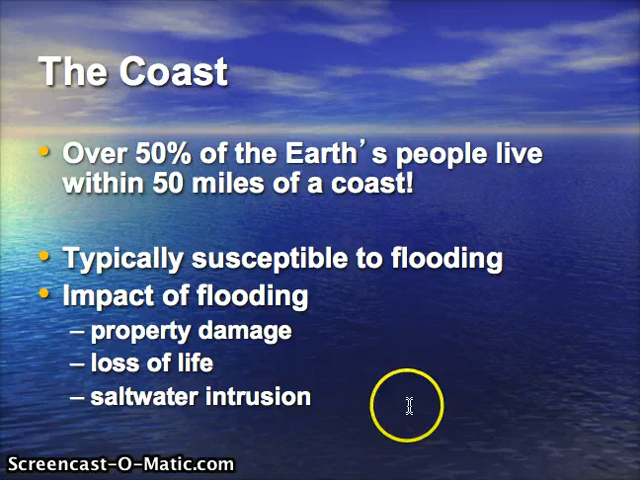 The Coast
• Over 50% of the Earth's people live
within 50 miles of a coast!
• Typically susceptible to flooding
• Impact of flooding
– property damage
– loss of life
– saltwater intrusion
Screencast-O-Matic.com